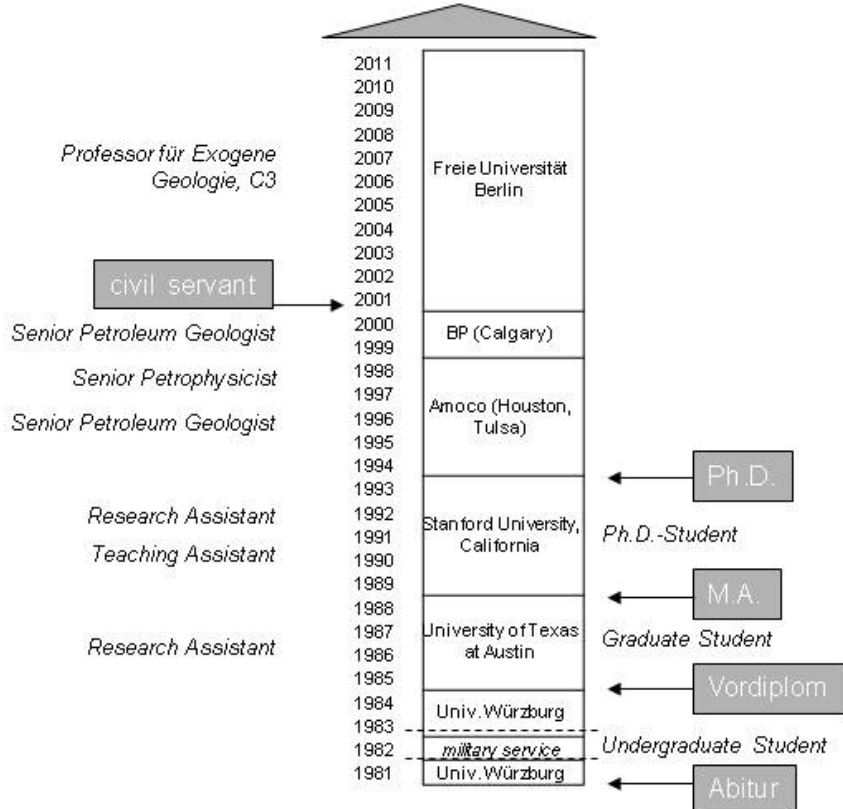 2011
2010
2009
2008
Professor für Exogene
2007
Geologie, C3
2006
Freie Universität
Berlin
2005
2004
2003
2002
civil servant
2001
2000
Senior Petroleum Geologist
BP (Calgary)
1999
1998
Senior Petrophysicist
1997
Senior Petroleum Geologist
1996
Amoco (Houston,
Tulsa)
1995
1994
Ph.D.
1993
Research Assistant
1992
Stanford University,
California
1991
Ph.D.-Student
Teaching Assistant
1990
1989
M.A.
1988
1987
University of Texas
at Austin
Graduate Student
Research Assistant
1986
1985
Vordiplom
1984
Univ. Würzburg
1983
1982
military service
Undergraduate Student
1981
Univ. Würzburg
Abitur